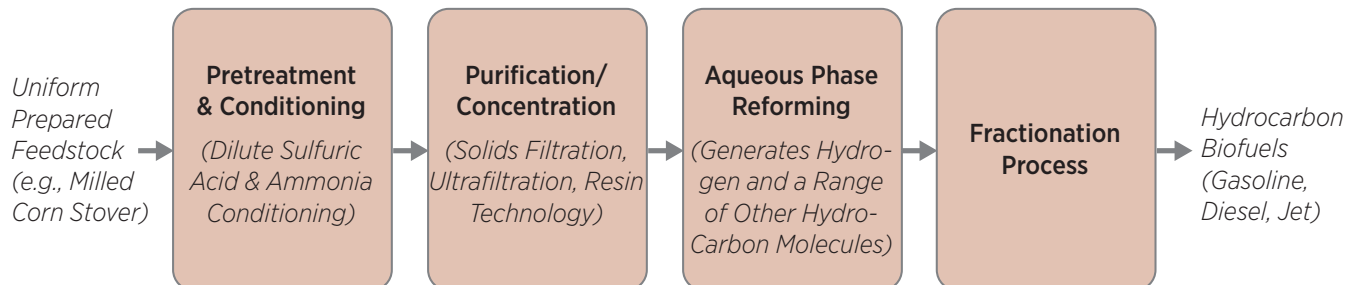 Uniform
Prepared
Feedstock
(e.g., Milled
Corn Stover)
Pretreatment
& Conditioning
(Dilute Sulfuric
Acid & Ammonia
Conditioning)
Purification/
Concentration
(Solids Filtration,
Ultrafiltration, Resin
Technology)
Aqueous Phase
Reforming
(Generates Hydro-
gen and a Range
of Other Hydro-
Carbon Molecules)
Fractionation
Process
Hydrocarbon
Biofuels
(Gasoline,
Diesel, Jet)